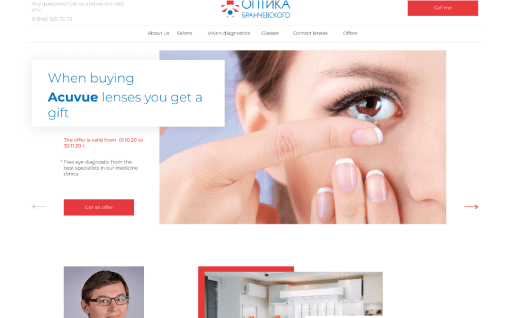 Any questions? Call us and we will help
you
8 (846) 925-72-72
ОПТИКА
БРАНЧЕВСКОГО
Call me
About us Salons Vision diagnostics Glasses Contact lenses Offers
When buying
Acuvue lenses you get a
gift
The offer is valid from 01.10.20 to
30.11.20 г.
* Free eye diagnostic from the
best specialists in our medicine
clinics
Get an offer